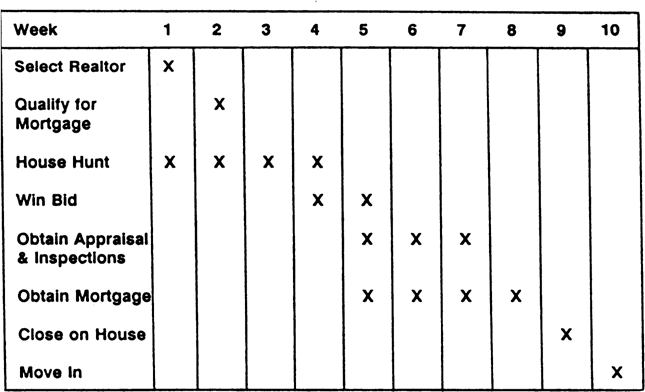 Week 1 2 3 4 5 6 7 8 9 10
Select Realtor X
Qualify for X
Mortgage
House Hunt X X X X
Win Bid X X
Obtain Appraisal X X X
& Inspections
Obtain Mortgage X X X X
Close on House X
Move In X